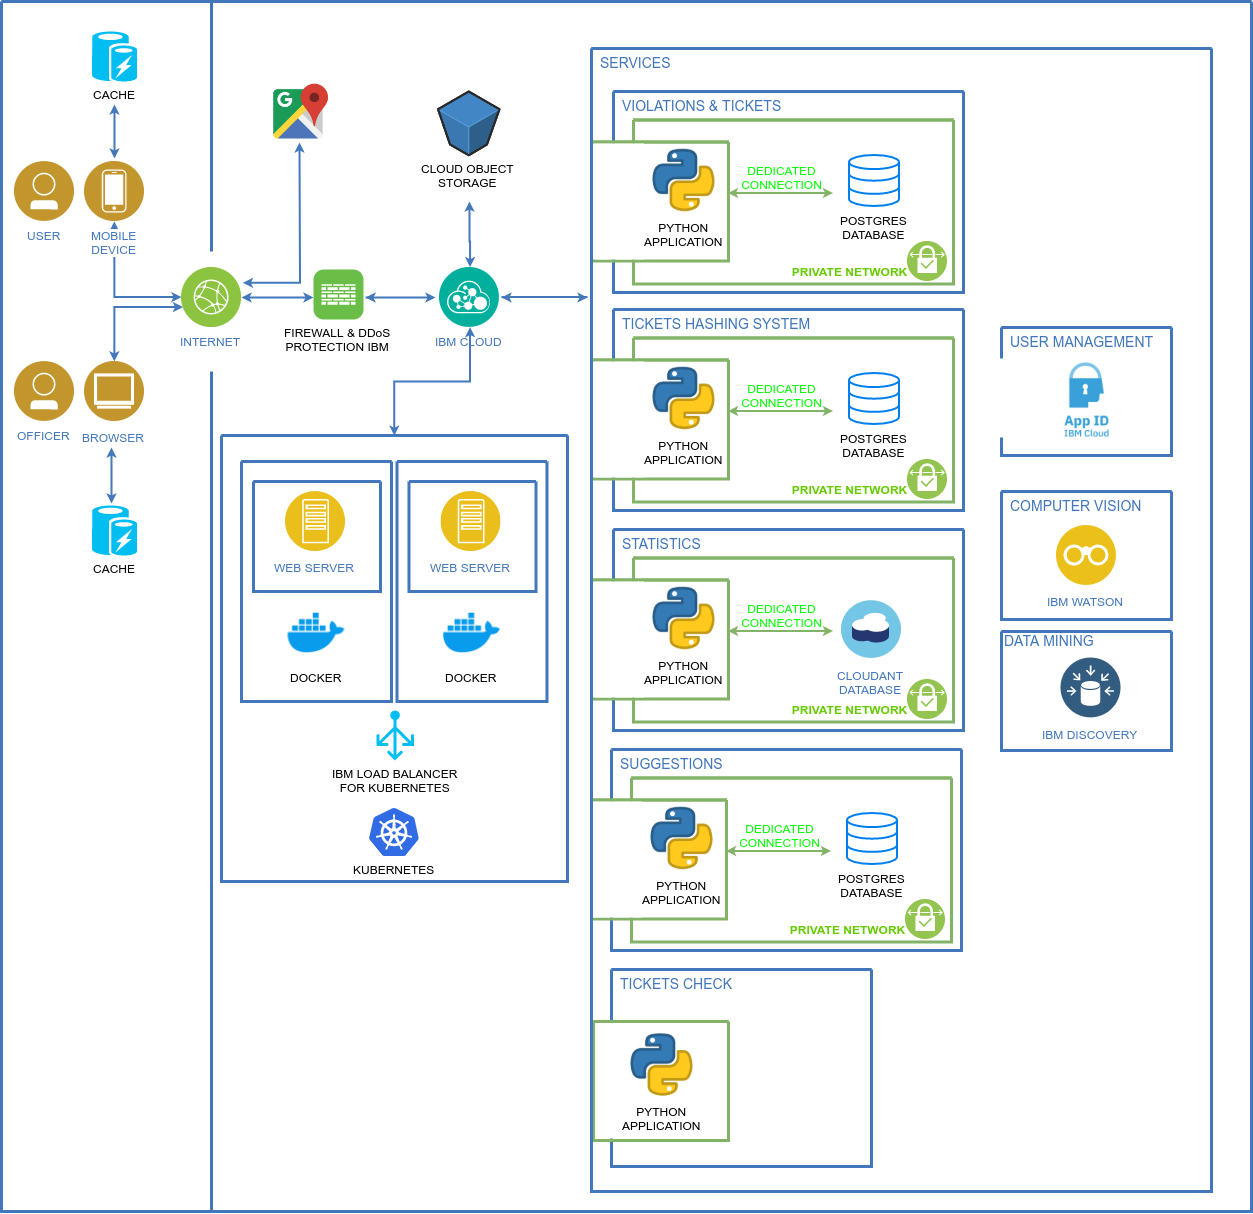 CACHE
USER
MOBILE
DEVICE
INTERNET
OFFICER
BROWSER
CACHE
G
CLOUD OBJECT
STORAGE
FIREWALL & DDoS
PROTECTION IBM
IBM CLOUD
WEB SERVER
DOCKER
WEB SERVER
DOCKER
IBM LOAD BALANCER
FOR KUBERNETES
KUBERNETES
SERVICES
VIOLATIONS & TICKETS
PYTHON
APPLICATION
DEDICATED
CONNECTION
POSTGRES
DATABASE
PRIVATE NETWORK
TICKETS HASHING SYSTEM
PYTHON
APPLICATION
DEDICATED
CONNECTION
POSTGRES
DATABASE
PRIVATE NETWORK
STATISTICS
PYTHON
APPLICATION
DEDICATED
CONNECTION
CLOUDANT
DATABASE
PRIVATE NETWORK
SUGGESTIONS
PYTHON
APPLICATION
DEDICATED
CONNECTION
POSTGRES
DATABASE
PRIVATE NETWORK
TICKETS CHECK
PYTHON
APPLICATION
USER MANAGEMENT
App ID
IBM Cloud
COMPUTER VISION
IBM WATSON
DATA MINING
IBM DISCOVERY